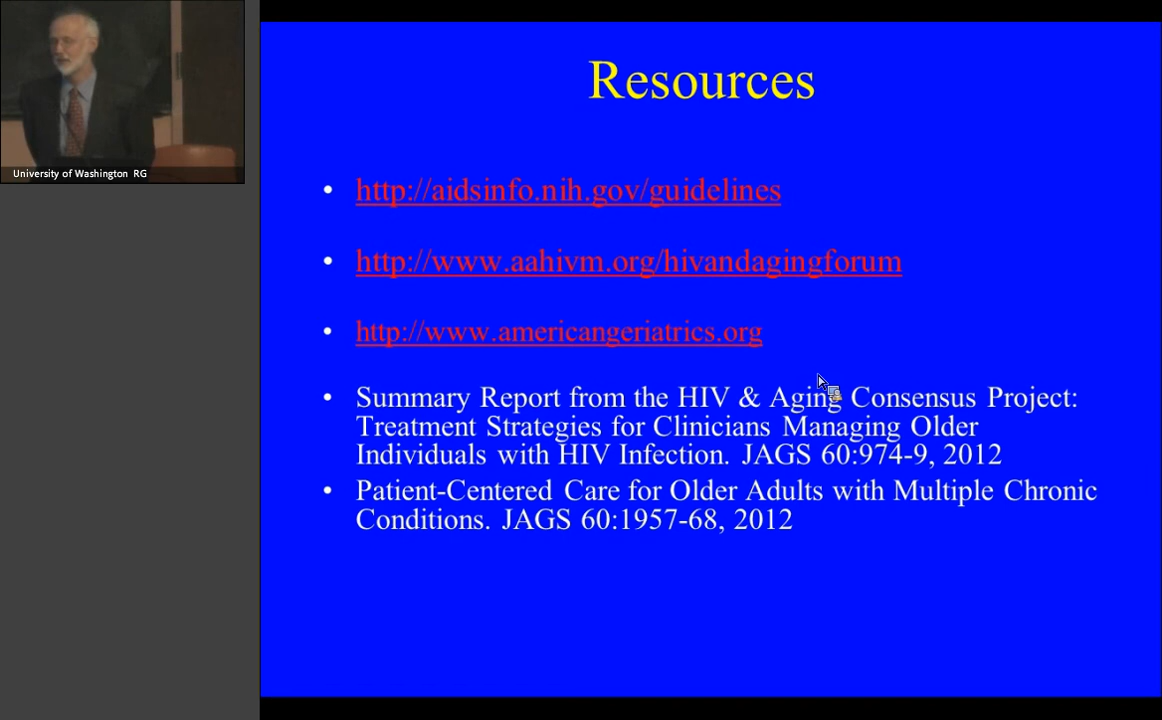 University of Washington RG
Resources
• http://aidsinfo.nih.gov/guidelines
• http://www.aahivm.org/hivandagingforum
• http://www.americangeriatrics.org
• Summary Report from the HIV & Aging Consensus Project:
Treatment Strategies for Clinicians Managing Older
Individuals with HIV Infection. JAGS 60:974-9, 2012
• Patient-Centered Care for Older Adults with Multiple Chronic
Conditions. JAGS 60:1957-68, 2012